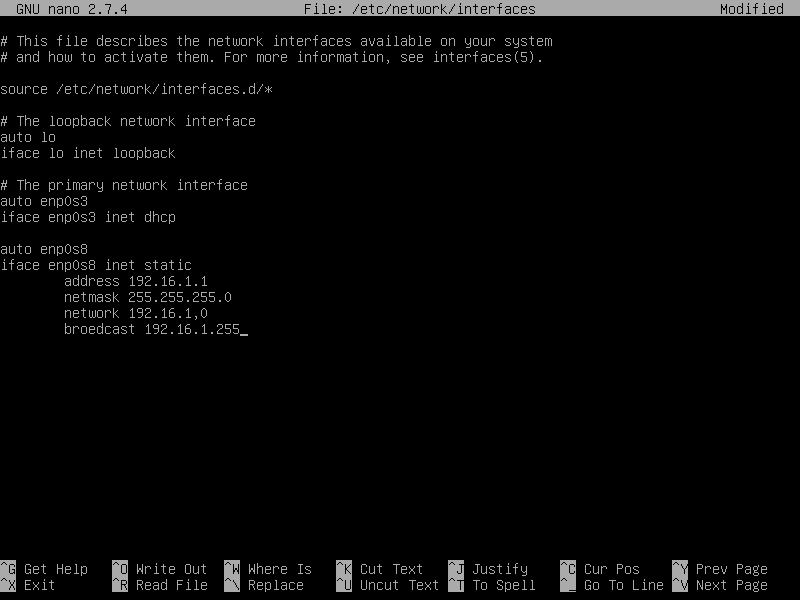 GNU nano 2.7.4 File: /etc/network/interfaces Modified
# This file describes the network interfaces available on your system
# and how to activate them. For more information, see interfaces(5).
source /etc/network/interfaces.d/*
# The loopback network interface
auto lo
iface lo inet loopback
# The primary network interface
auto enp0s3
iface enp0s3 inet dhcp
auto enp0s8
iface enp0s8 inet static
address 192.16.1.1
netmask 255.255.255.0
network 192.16.1,0
broedcast 192.16.1.255_
^G Get Help ^O Write Out ^W Where Is ^K Cut Text ^J Justify ^C Cur Pos ^Y Prev Page
^X Exit ^R Read File ^\ Replace ^U Uncut Text ^T To Spell ^_ Go To Line ^V Next Page